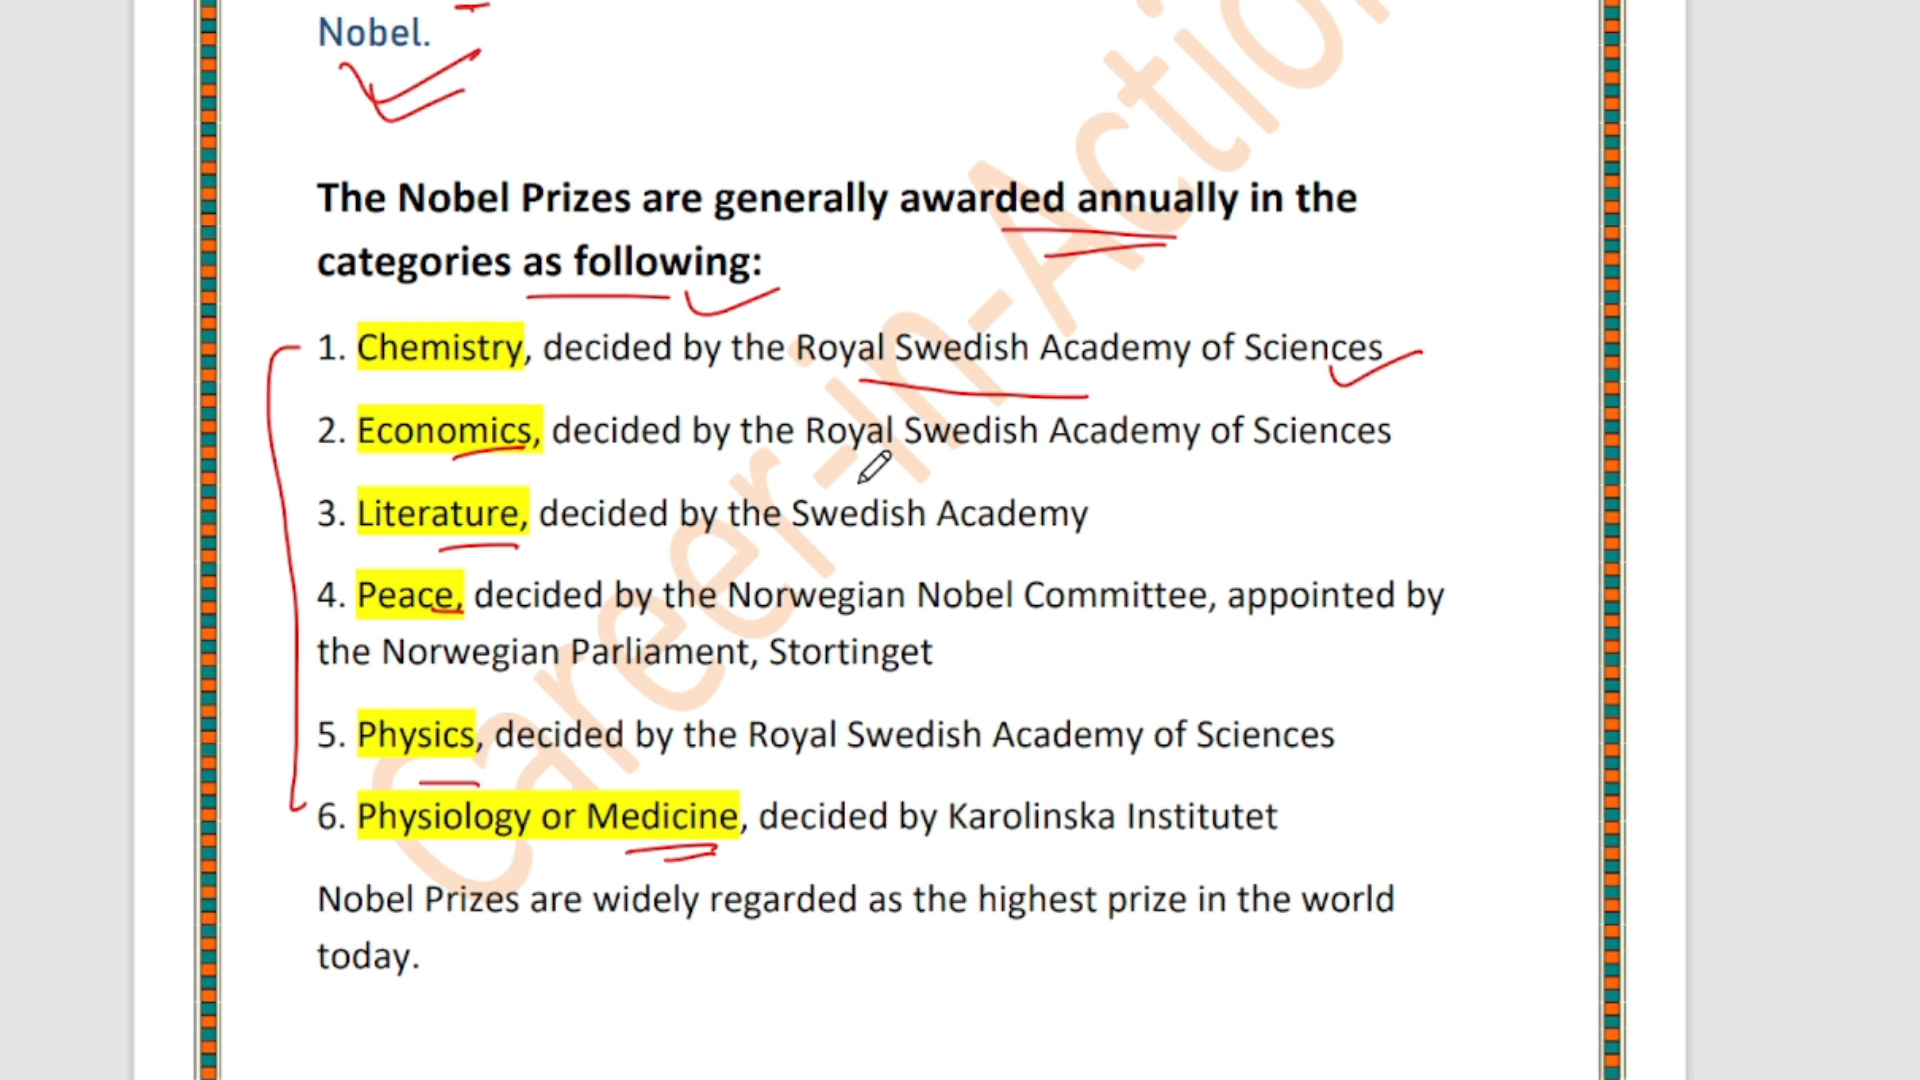 Nobel.
The Nobel Prizes are generally awarded annually in the
categories as following:
1. Chemistry, decided by the Royal Swedish Academy of Sciences
2. Economics, decided by the Royal Swedish Academy of Sciences
3. Literature, decided by the Swedish Academy
4. Peace, decided by the Norwegian Nobel Committee, appointed by
the Norwegian Parliament, Stortinget
5. Physics, decided by the Royal Swedish Academy of Sciences
6. Physiology or Medicine, decided by Karolinska Institutet
Nobel Prizes are widely regarded as the highest prize in the world
today.
Career-in-Action